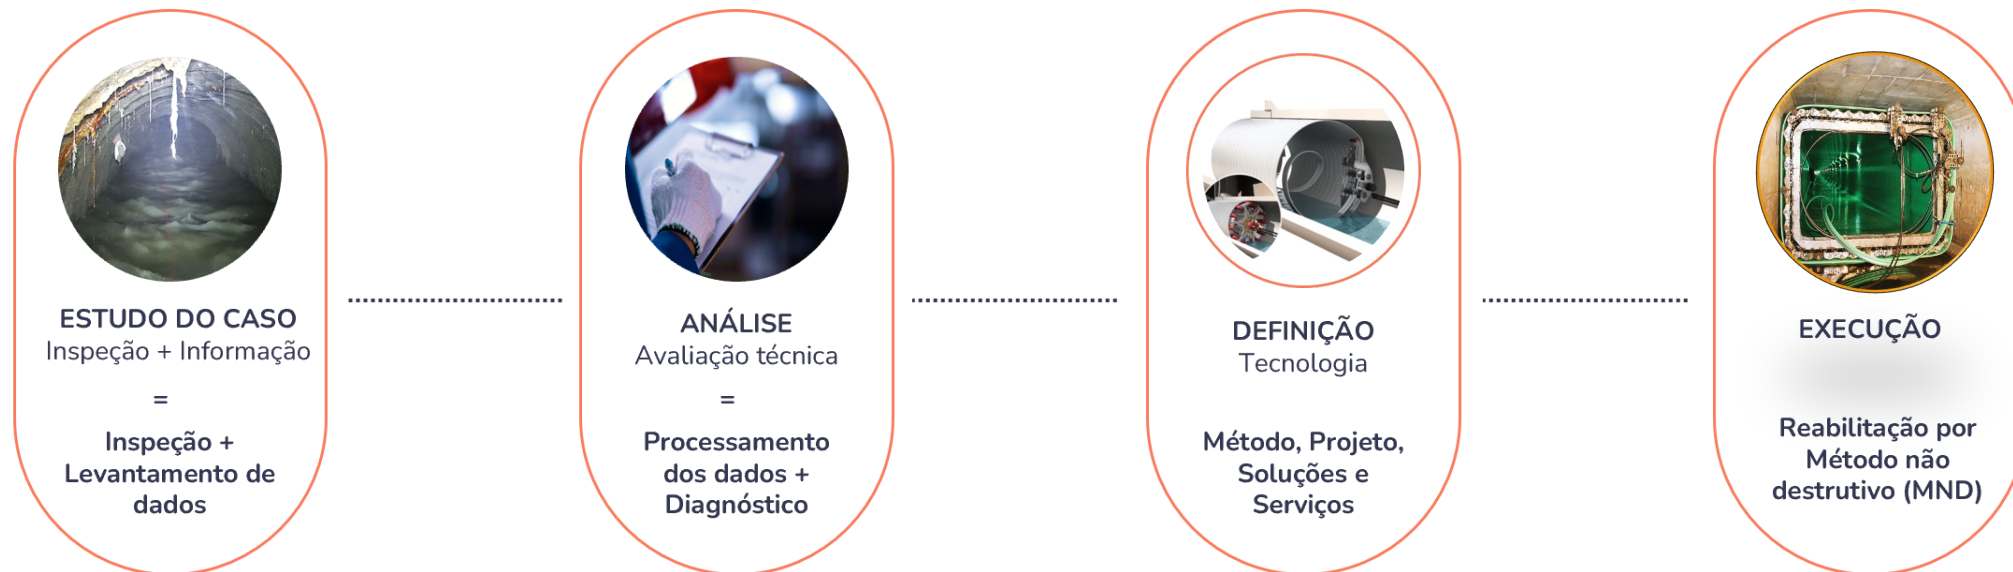 ESTUDO DO CASO
Inspeção + Informação
=
Inspeção +
Levantamento de
dados
ANÁLISE
Avaliação técnica
=
Processamento
dos dados +
Diagnóstico
DEFINIÇÃO
Tecnologia
Método, Projeto,
Soluções e
Serviços
EXECUÇÃO
Reabilitação por
Método não
destrutivo (MND)